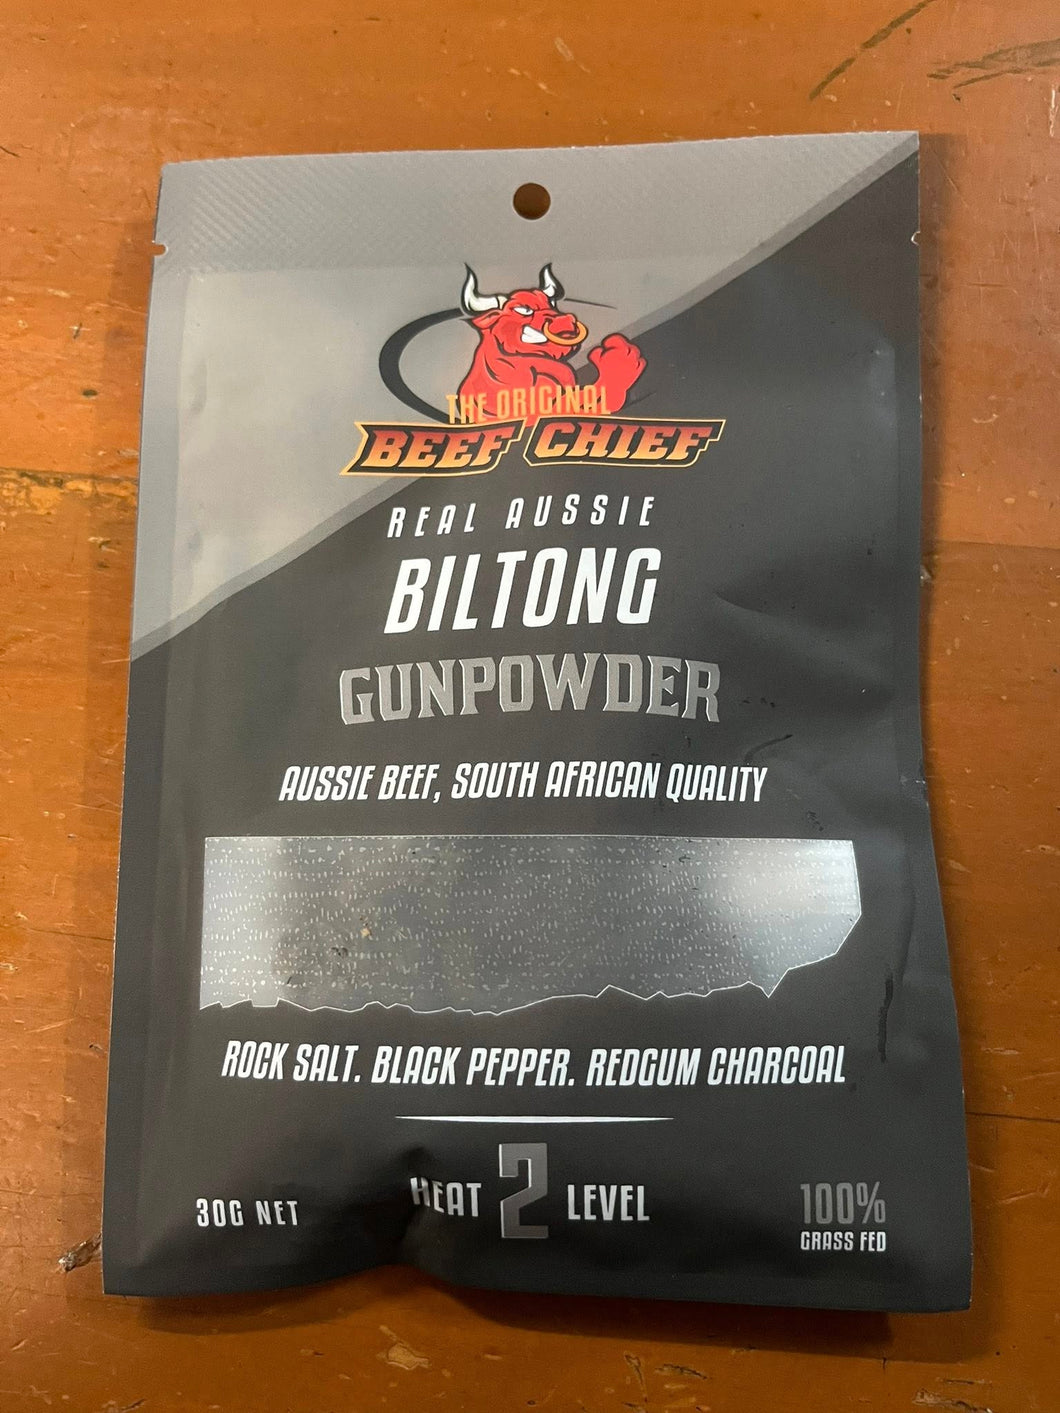 THE ORIGINAL
BEEF CHIEF
REAL AUSSIE
BILTONG
GUNPOWDER
AUSSIE BEEF, SOUTH AFRICAN QUALITY
ROCK SALT. BLACK PEPPER. REDGUM CHARCOAL
HEAT 2 LEVEL
30G NET
100%
GRASS FED